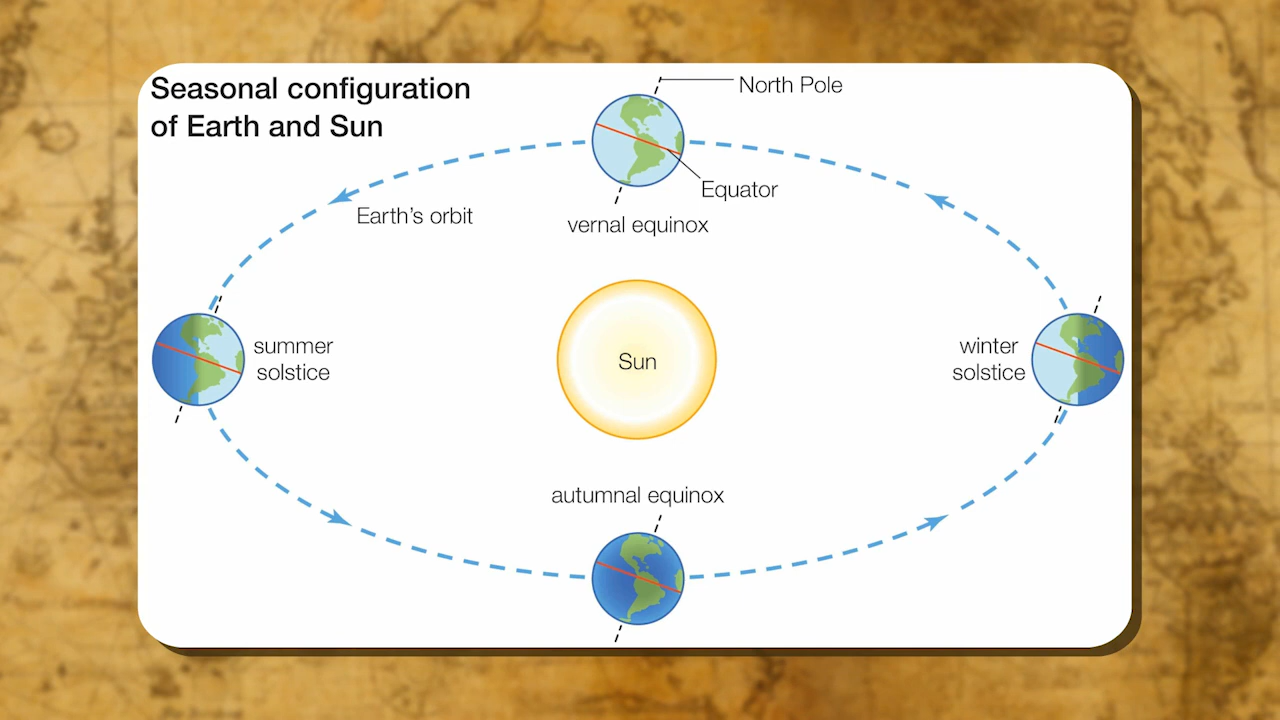 Seasonal configuration
of Earth and Sun
North Pole
Equator
vernal equinox
Earth's orbit
summer
solstice
Sun
winter
solstice
autumnal equinox